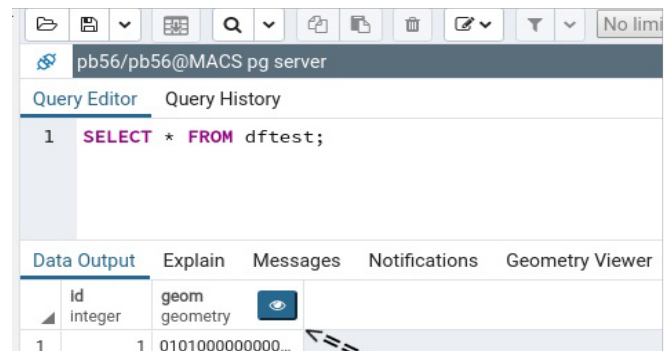 No limi
pb56/pb56@MACS pg server
Query Editor Query History
1 SELECT * FROM dftest;
Data Output Explain Messages Notifications Geometry Viewer
id geom
integer geometry
1 1 0101000000000...
<==